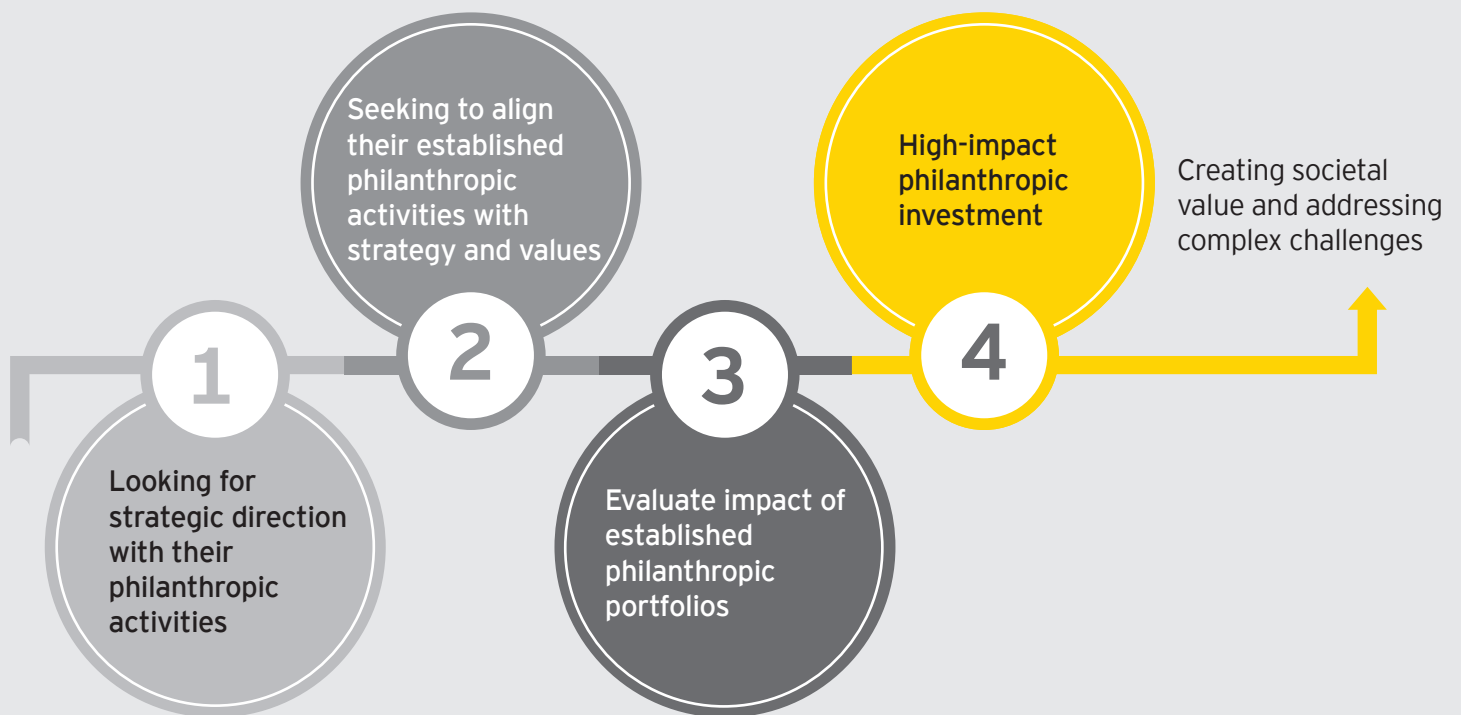 1
Looking for
strategic direction
with their
philanthropic
activities
Seeking to align
their established
philanthropic
activities with
strategy and values
2
3
Evaluate impact of
established
philanthropic
portfolios
High-impact
philanthropic
investment
4
Creating societal
value and addressing
complex challenges